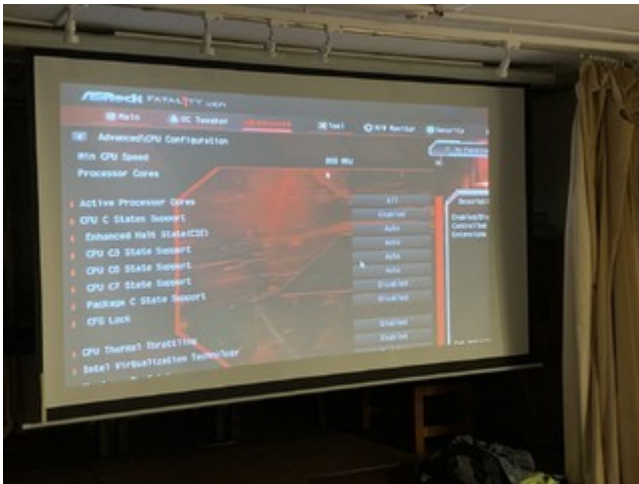 ASRock FATAL1TY UEFI
Main OC Tweaker Advanced Tool H/W Monitor Security
Advanced\CPU Configuration
Min CPU Speed 800 MHz
Processor Cores
Active Processor Cores All
CPU C States Support Enabled
Enhanced Halt State(C1E) Auto
CPU C3 State Support Auto
CPU C6 State Support Auto
CPU C7 State Support Auto
Package C State Support Disabled
CFG Lock Disabled
CPU Thermal Throttling Enabled
Intel Virtualization Technology Enabled
Description